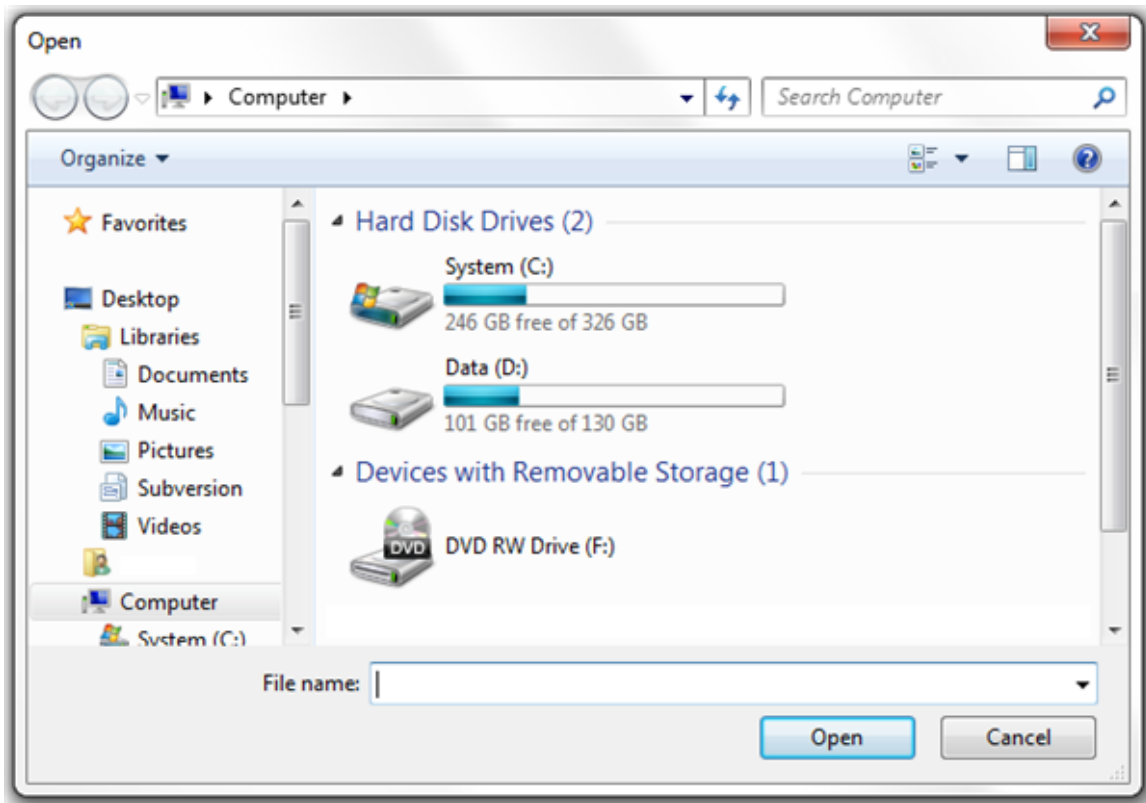 Open
Computer
Search Computer
Organize
Favorites
Desktop
Libraries
Documents
Music
Pictures
Subversion
Videos
Computer
System (C:)
Hard Disk Drives (2)
System (C:)
246 GB free of 326 GB
Data (D:)
101 GB free of 130 GB
Devices with Removable Storage (1)
DVD
DVD RW Drive (F:)
File name:
Open
Cancel